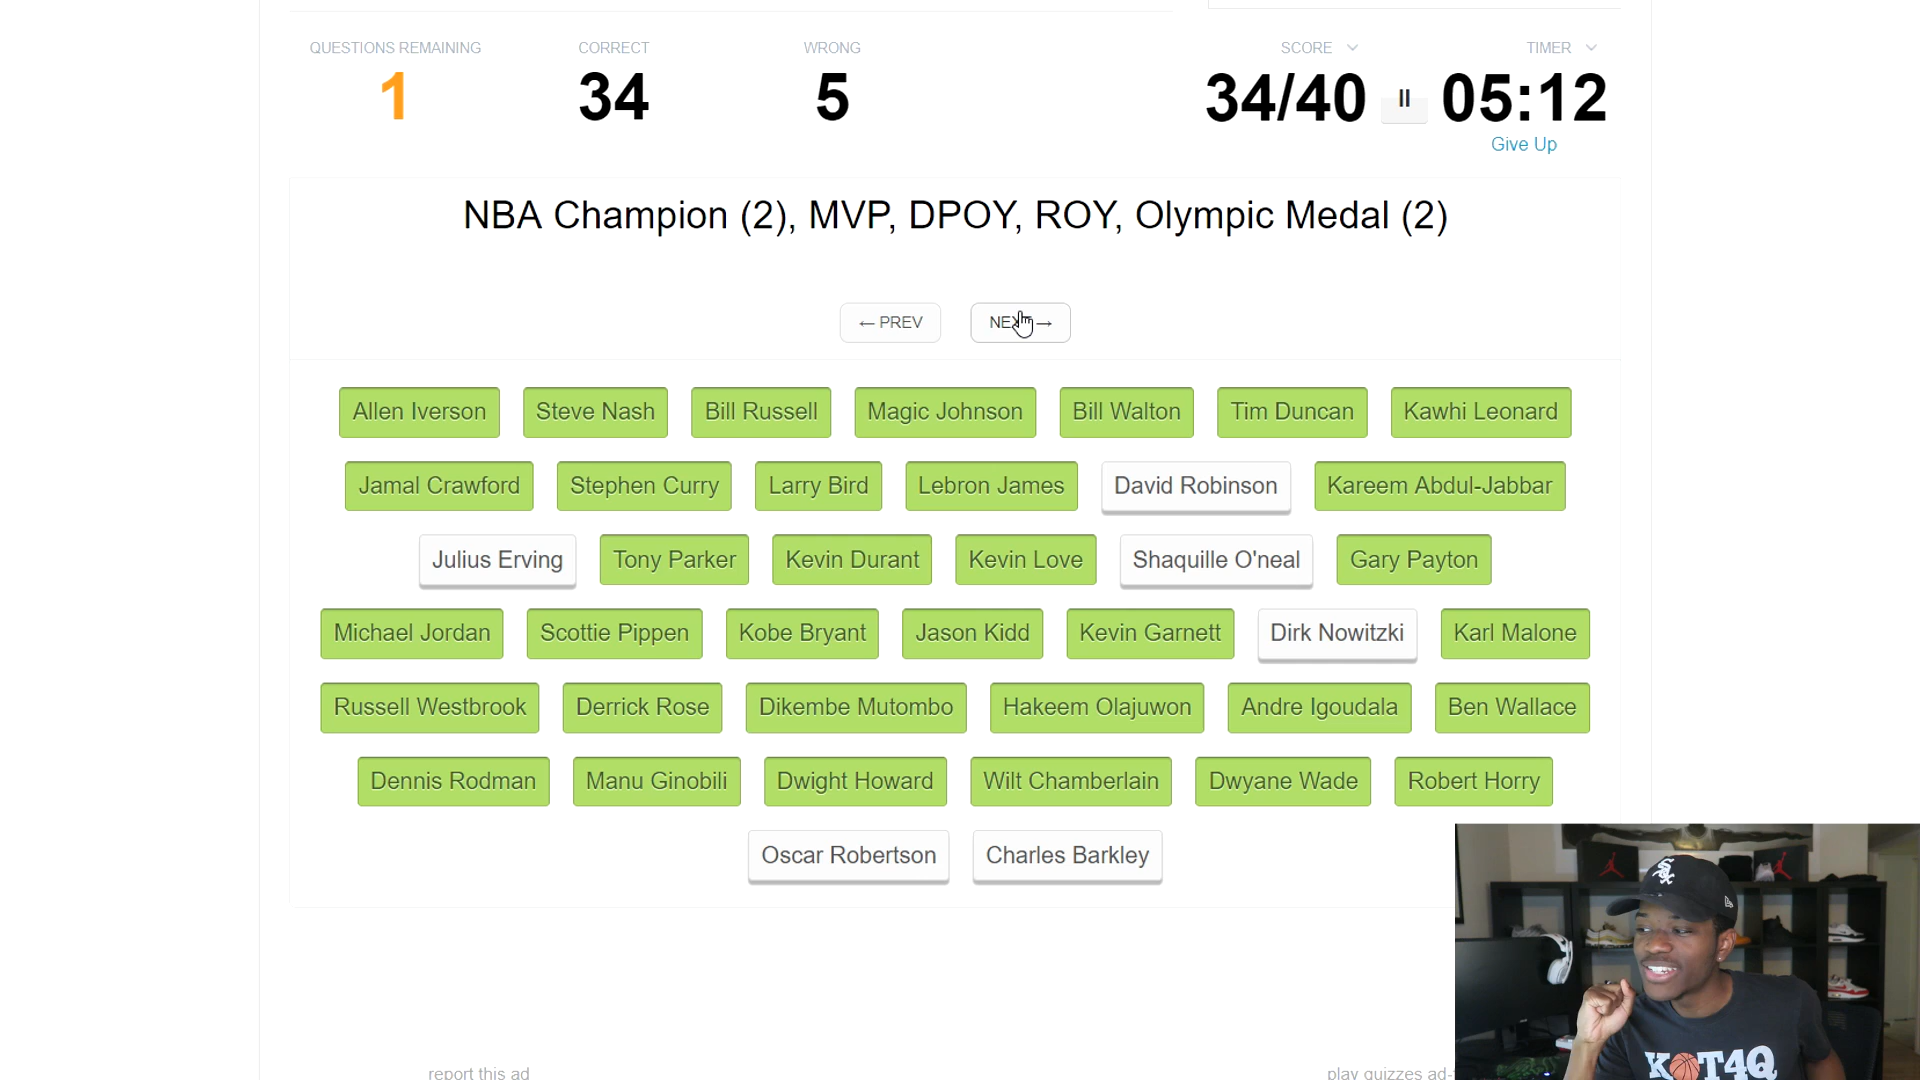 QUESTIONS REMAINING CORRECT WRONG SCORE TIMER
1 34 5 34/40 II 05:12
Give Up
NBA Champion (2), MVP, DPOY, ROY, Olympic Medal (2)
← PREV
Allen Iverson Steve Nash Bill Russell Magic Johnson Bill Walton Tim Duncan Kawhi Leonard
Jamal Crawford Stephen Curry Larry Bird Lebron James David Robinson Kareem Abdul-Jabbar
Julius Erving Tony Parker Kevin Durant Kevin Love Shaquille O'neal Gary Payton
Michael Jordan Scottie Pippen Kobe Bryant Jason Kidd Kevin Garnett Dirk Nowitzki Karl Malone
Russell Westbrook Derrick Rose Dikembe Mutombo Hakeem Olajuwon Andre Igoudala Ben Wallace
Dennis Rodman Manu Ginobili Dwight Howard Wilt Chamberlain Dwyane Wade Robert Horry
Oscar Robertson Charles Barkley
KOT4Q
report this ad play quizzes